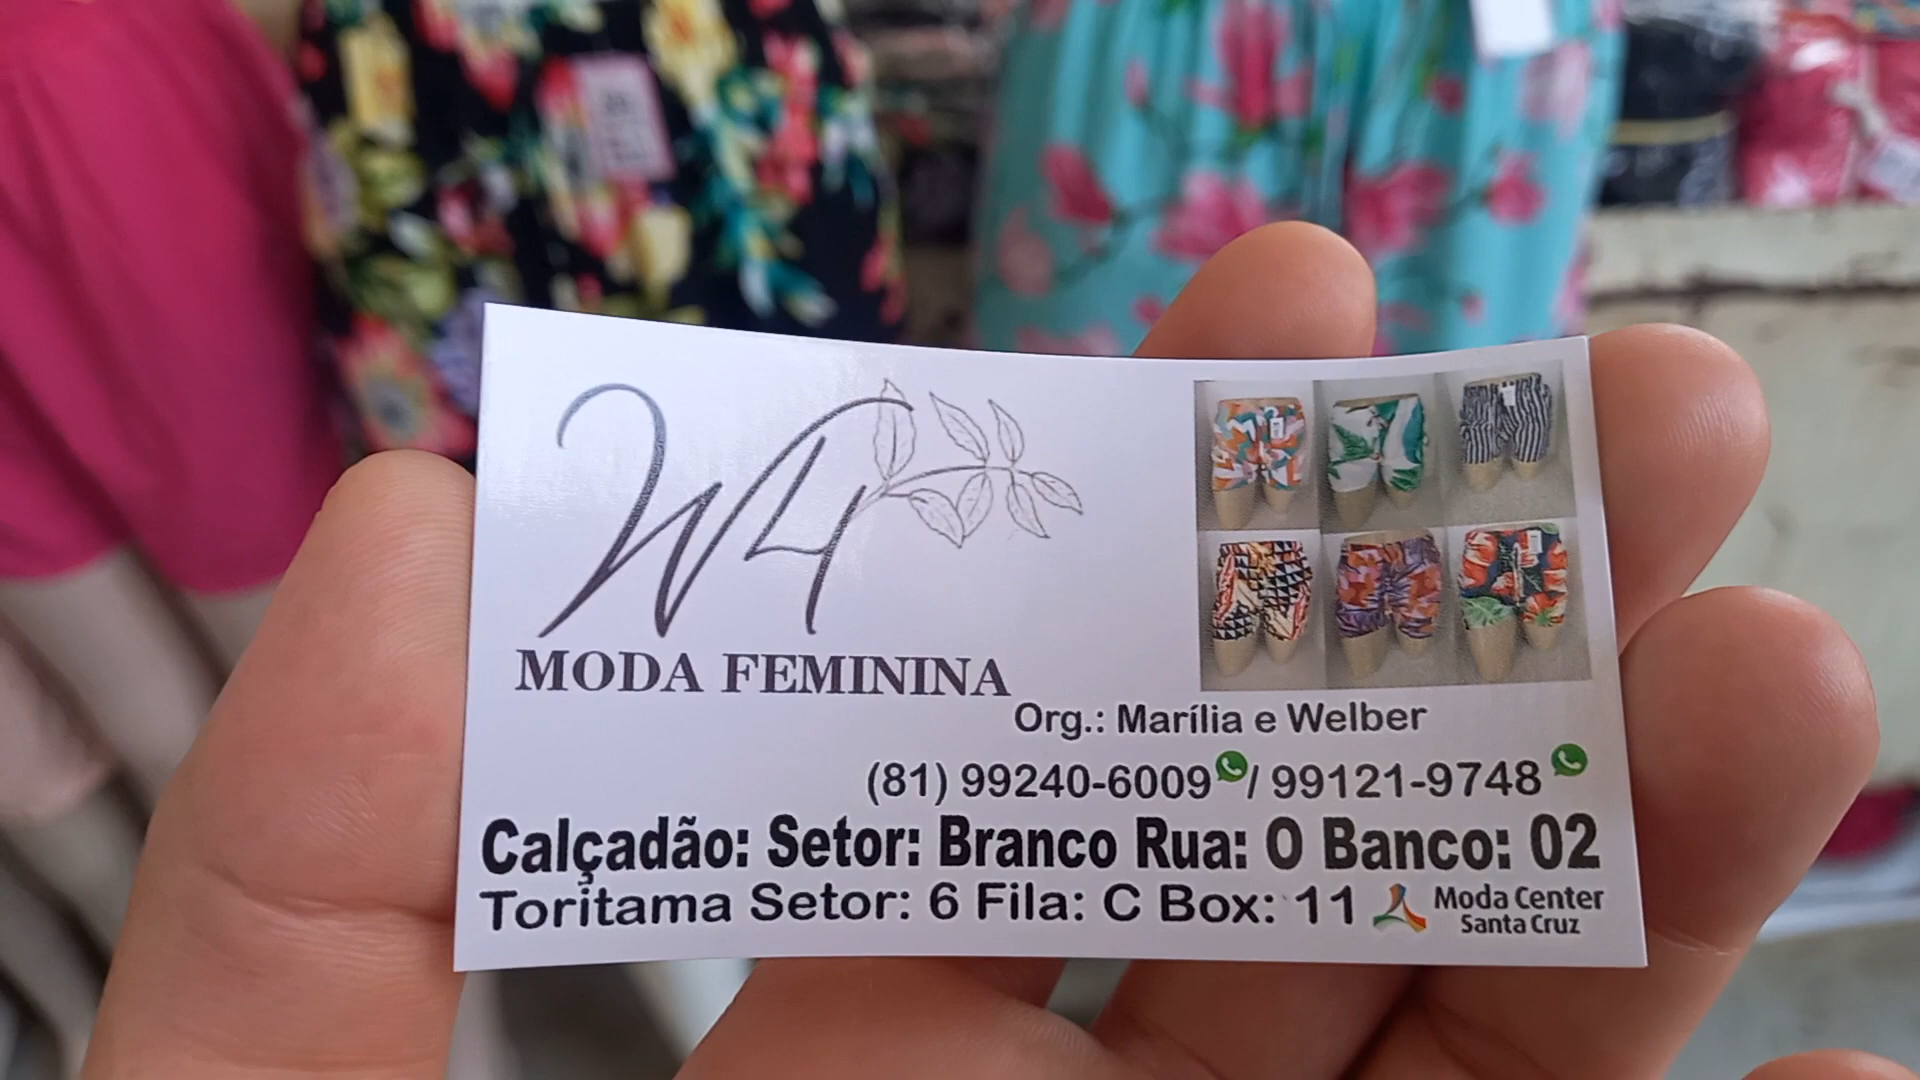 W4
MODA FEMININA
Org.: Marília e Welber
(81) 99240-6009 / 99121-9748
Calçadão: Setor: Branco Rua: O Banco: 02
Toritama Setor: 6 Fila: C Box: 11
Moda Center
Santa Cruz